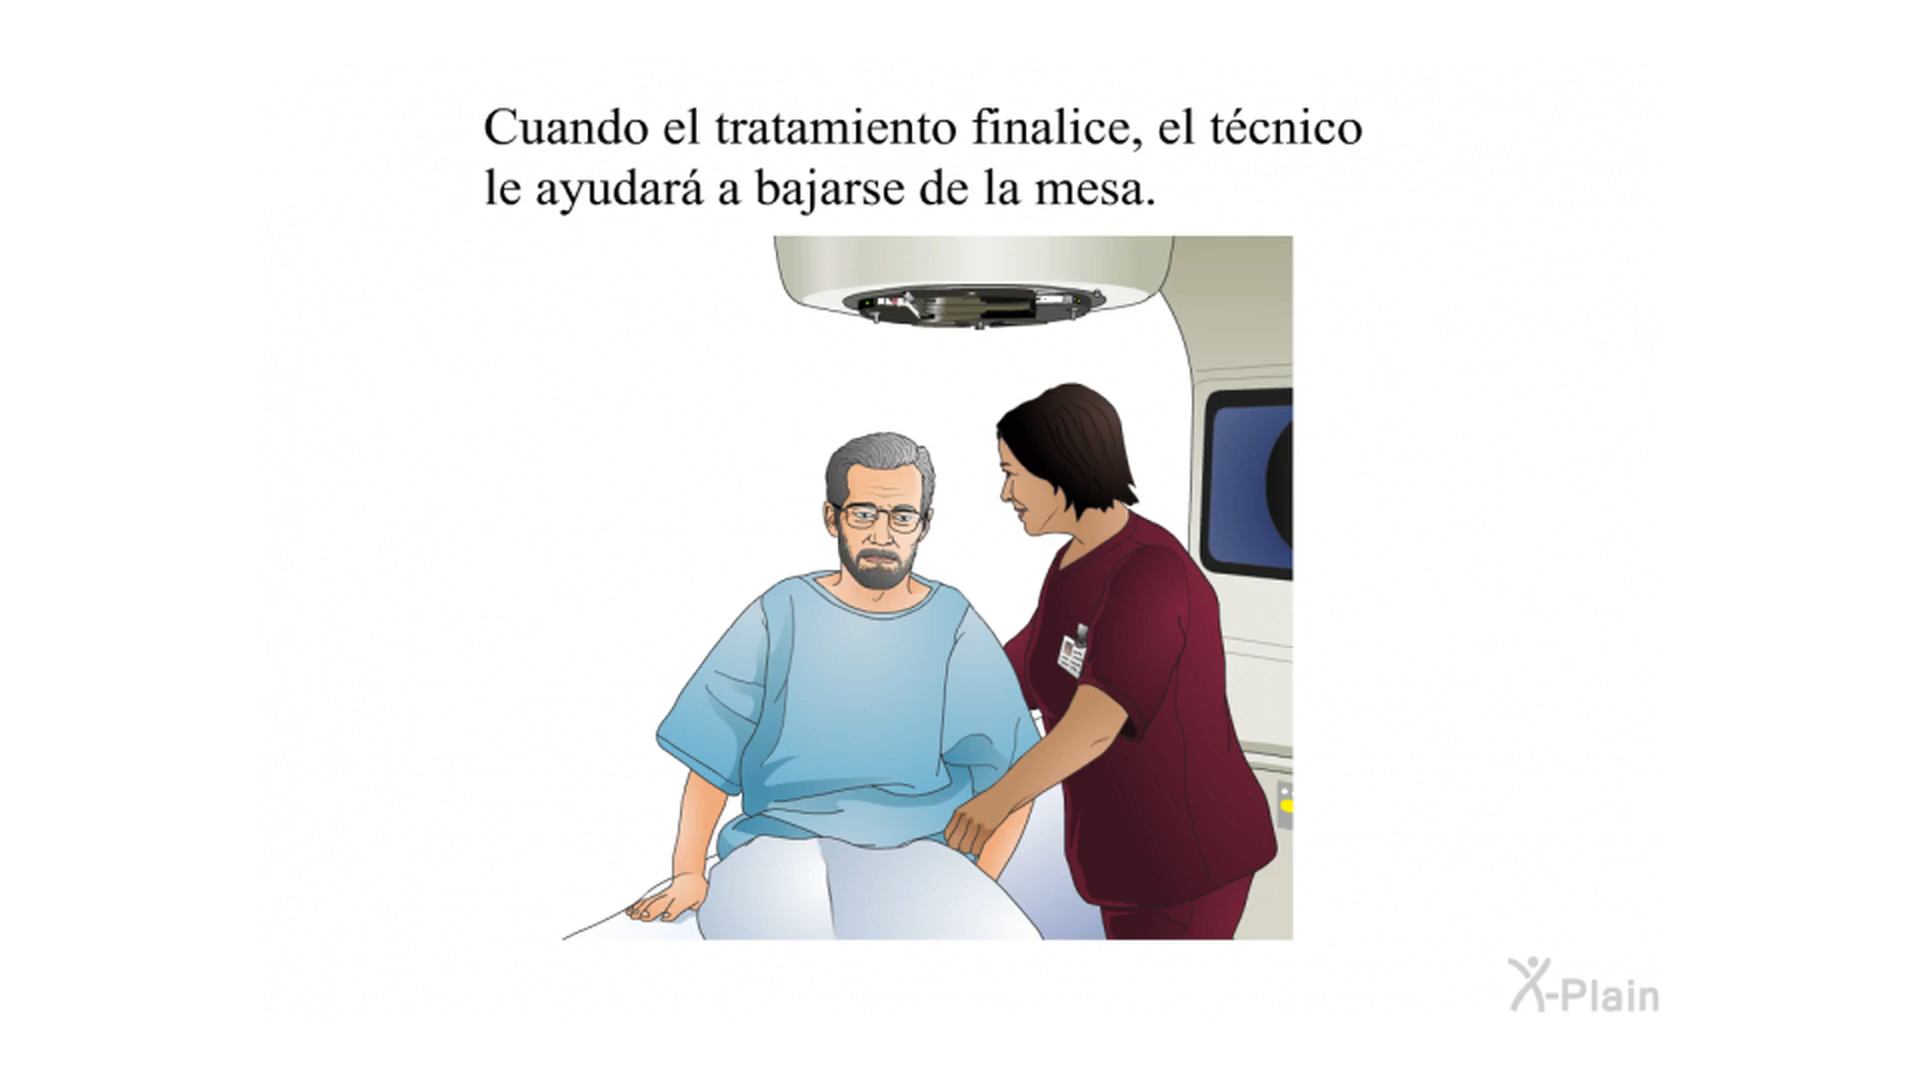 Cuando el tratamiento finalice, el técnico
le ayudará a bajarse de la mesa.
X-Plain